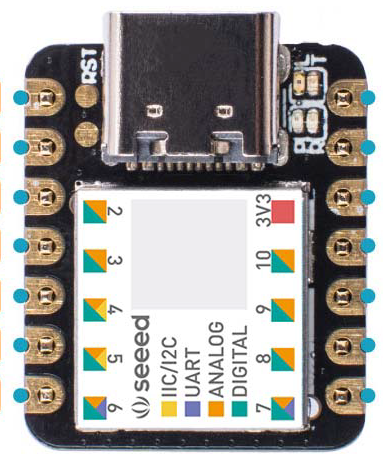 RST
2
3
4
5
6
3V3
10
9
8
7
seeed
IIC/I2C
UART
ANALOG
DIGITAL